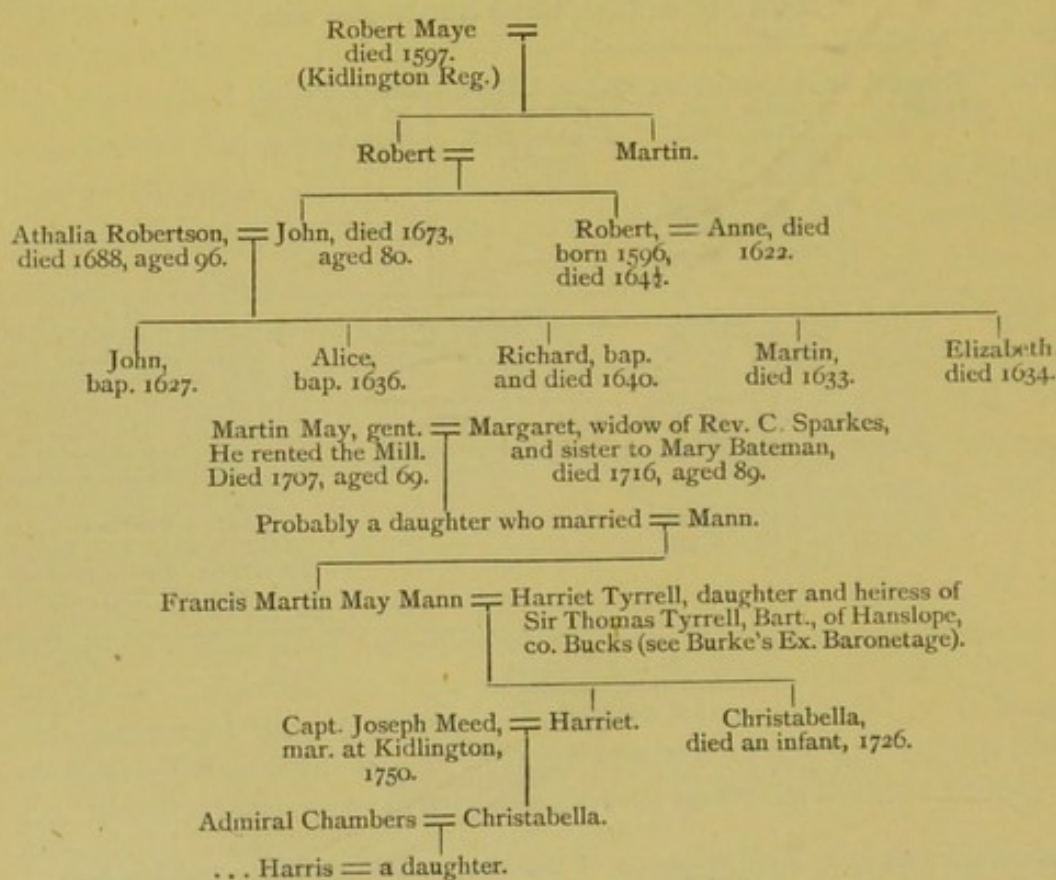 Robert Maye =
died 1597.
(Kidlington Reg.)
Robert = Martin.
Athalia Robertson, = John, died 1673, Robert, = Anne, died
died 1688, aged 96. aged 80. born 1596, 1622.
died 164½.
John, Alice, Richard, bap. Martin, Elizabeth
bap. 1627. bap. 1636. and died 1640. died 1633. died 1634.
Martin May, gent. = Margaret, widow of Rev. C. Sparkes,
He rented the Mill. and sister to Mary Bateman,
Died 1707, aged 69. died 1716, aged 89.
Probably a daughter who married = Mann.
Francis Martin May Mann = Harriet Tyrrell, daughter and heiress of
Sir Thomas Tyrrell, Bart., of Hanslope,
co. Bucks (see Burke's Ex. Baronetage).
Capt. Joseph Meed, = Harriet. Christabella,
mar. at Kidlington, died an infant, 1726.
1750.
Admiral Chambers = Christabella.
... Harris = a daughter.